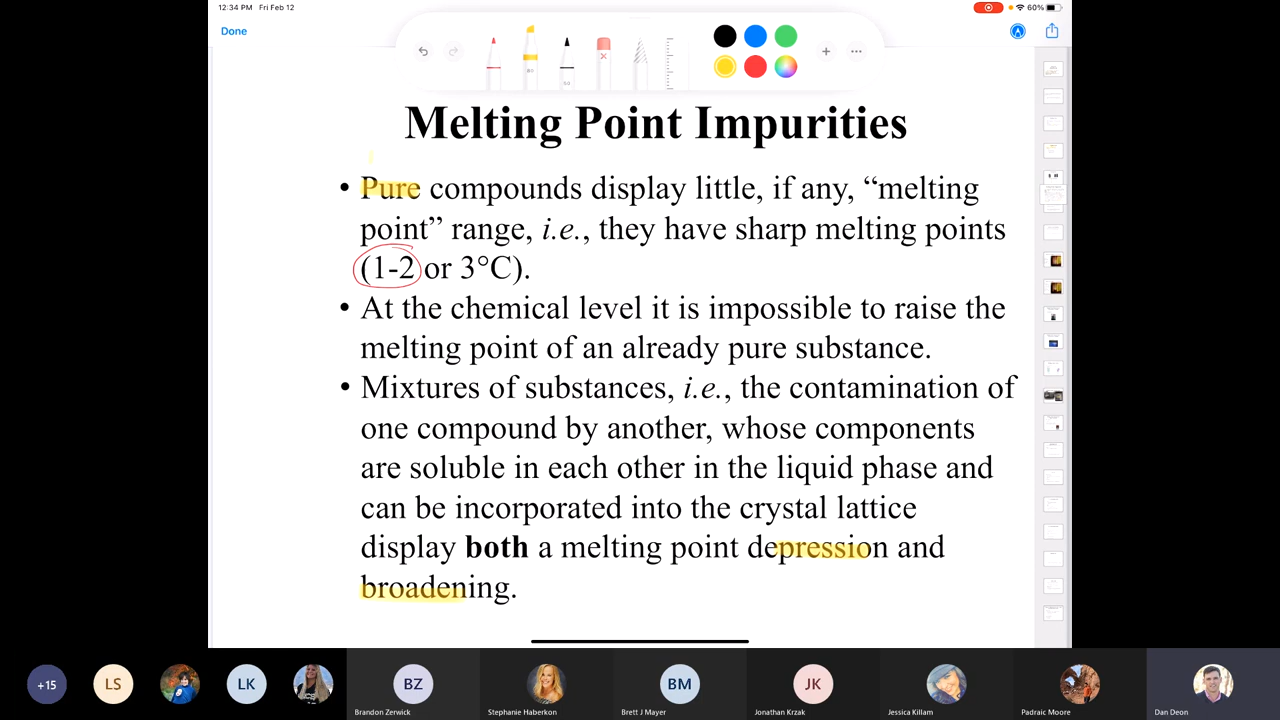 12:34 PM Fri Feb 12
60%
Done
80
50
Melting Point Impurities
• Pure compounds display little, if any, “melting
point” range, i.e., they have sharp melting points
(1-2 or 3°C).
• At the chemical level it is impossible to raise the
melting point of an already pure substance.
• Mixtures of substances, i.e., the contamination of
one compound by another, whose components
are soluble in each other in the liquid phase and
can be incorporated into the crystal lattice
display both a melting point depression and
broadening.
+15
LS
LK
BZ
BM
JK
Brandon Zerwick
Stephanie Haberkon
Brett J Mayer
Jonathan Krzak
Jessica Killam
Padraic Moore
Dan Deon